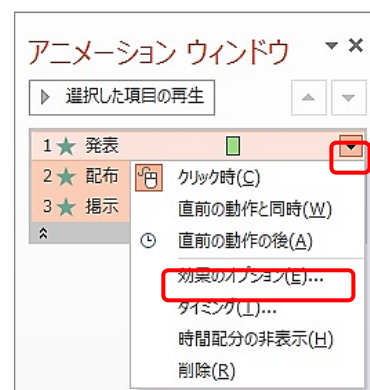 アニメーション ウィンドウ
選択した項目の再生
1 発表
2 配布
3 掲示
クリック時(C)
直前の動作と同時(W)
直前の動作の後(A)
効果のオプション(E)...
タイミング(T)...
時間配分の非表示(H)
削除(R)